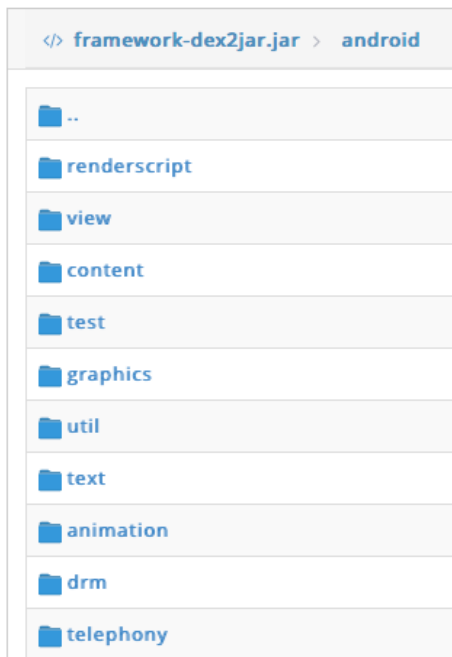 </> framework-dex2jar.jar > android
..
renderscript
view
content
test
graphics
util
text
animation
drm
telephony